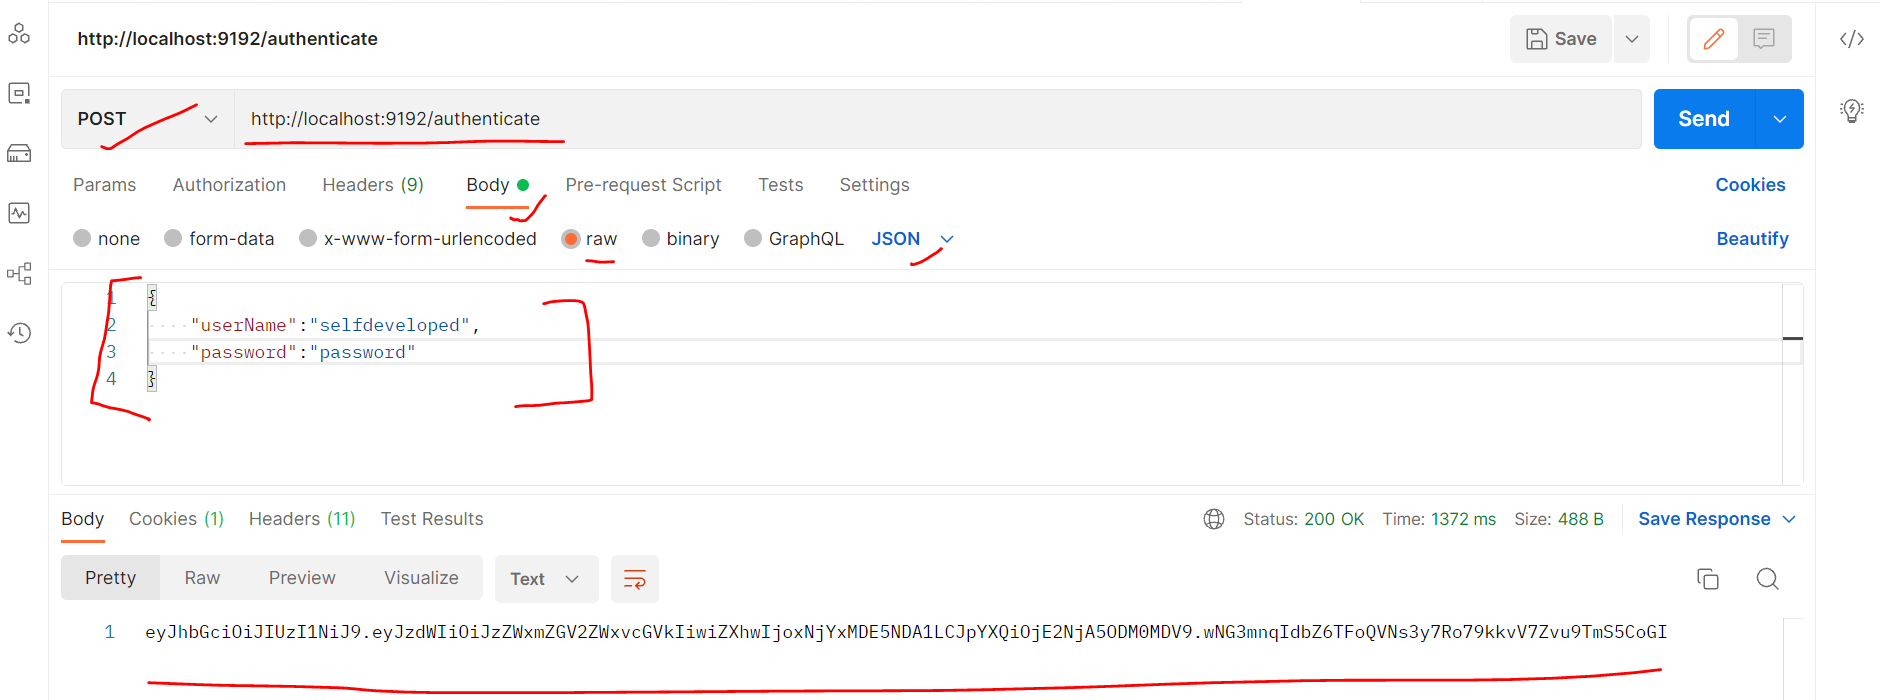 http://localhost:9192/authenticate
Save
POST http://localhost:9192/authenticate Send
Params Authorization Headers (9) Body Pre-request Script Tests Settings Cookies
none form-data x-www-form-urlencoded raw binary GraphQL JSON Beautify
1 {
2 "userName":"selfdeveloped",
3 "password":"password"
4 }
Body Cookies (1) Headers (11) Test Results Status: 200 OK Time: 1372 ms Size: 488 B Save Response
Pretty Raw Preview Visualize Text
1 eyJhbGciOiJIUzI1NiJ9.eyJzdWIiOiJzZWxmZGV2ZWxvcGVkIiwiZXhwIjoxNjYxMDE5NDA1LCJpYXQiOjE2NjA5ODM0MDV9.wNG3mnqIdbZ6TFoQVNs3y7Ro79kkvV7Zvu9TmS5CoGI